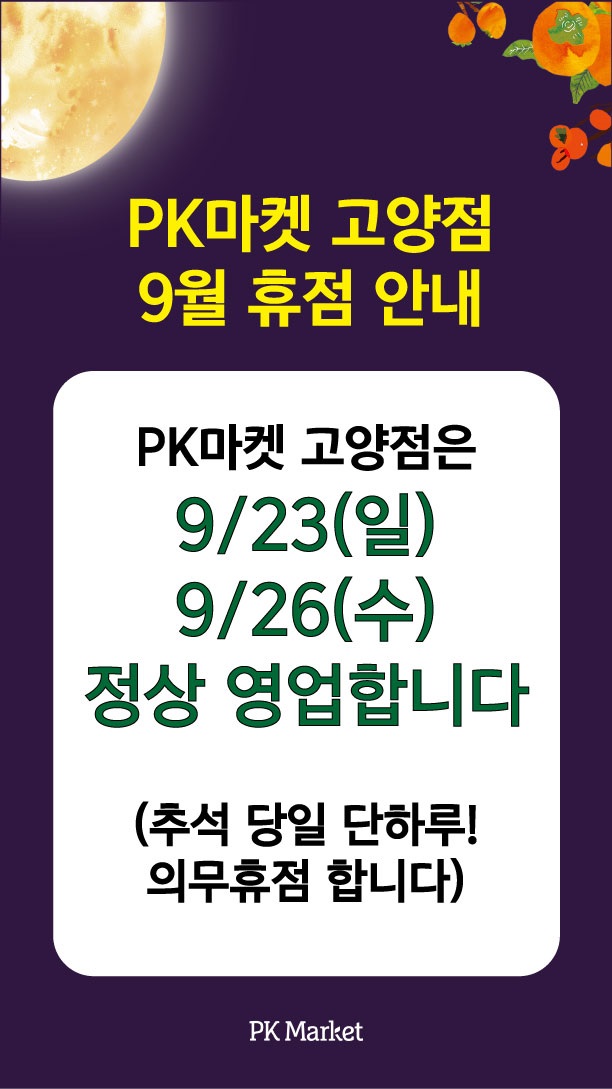 PK마켓 고양점
9월 휴점 안내
PK마켓 고양점은
9/23(일)
9/26(수)
정상 영업합니다
(추석 당일 단하루!
의무휴점 합니다)
PK Market